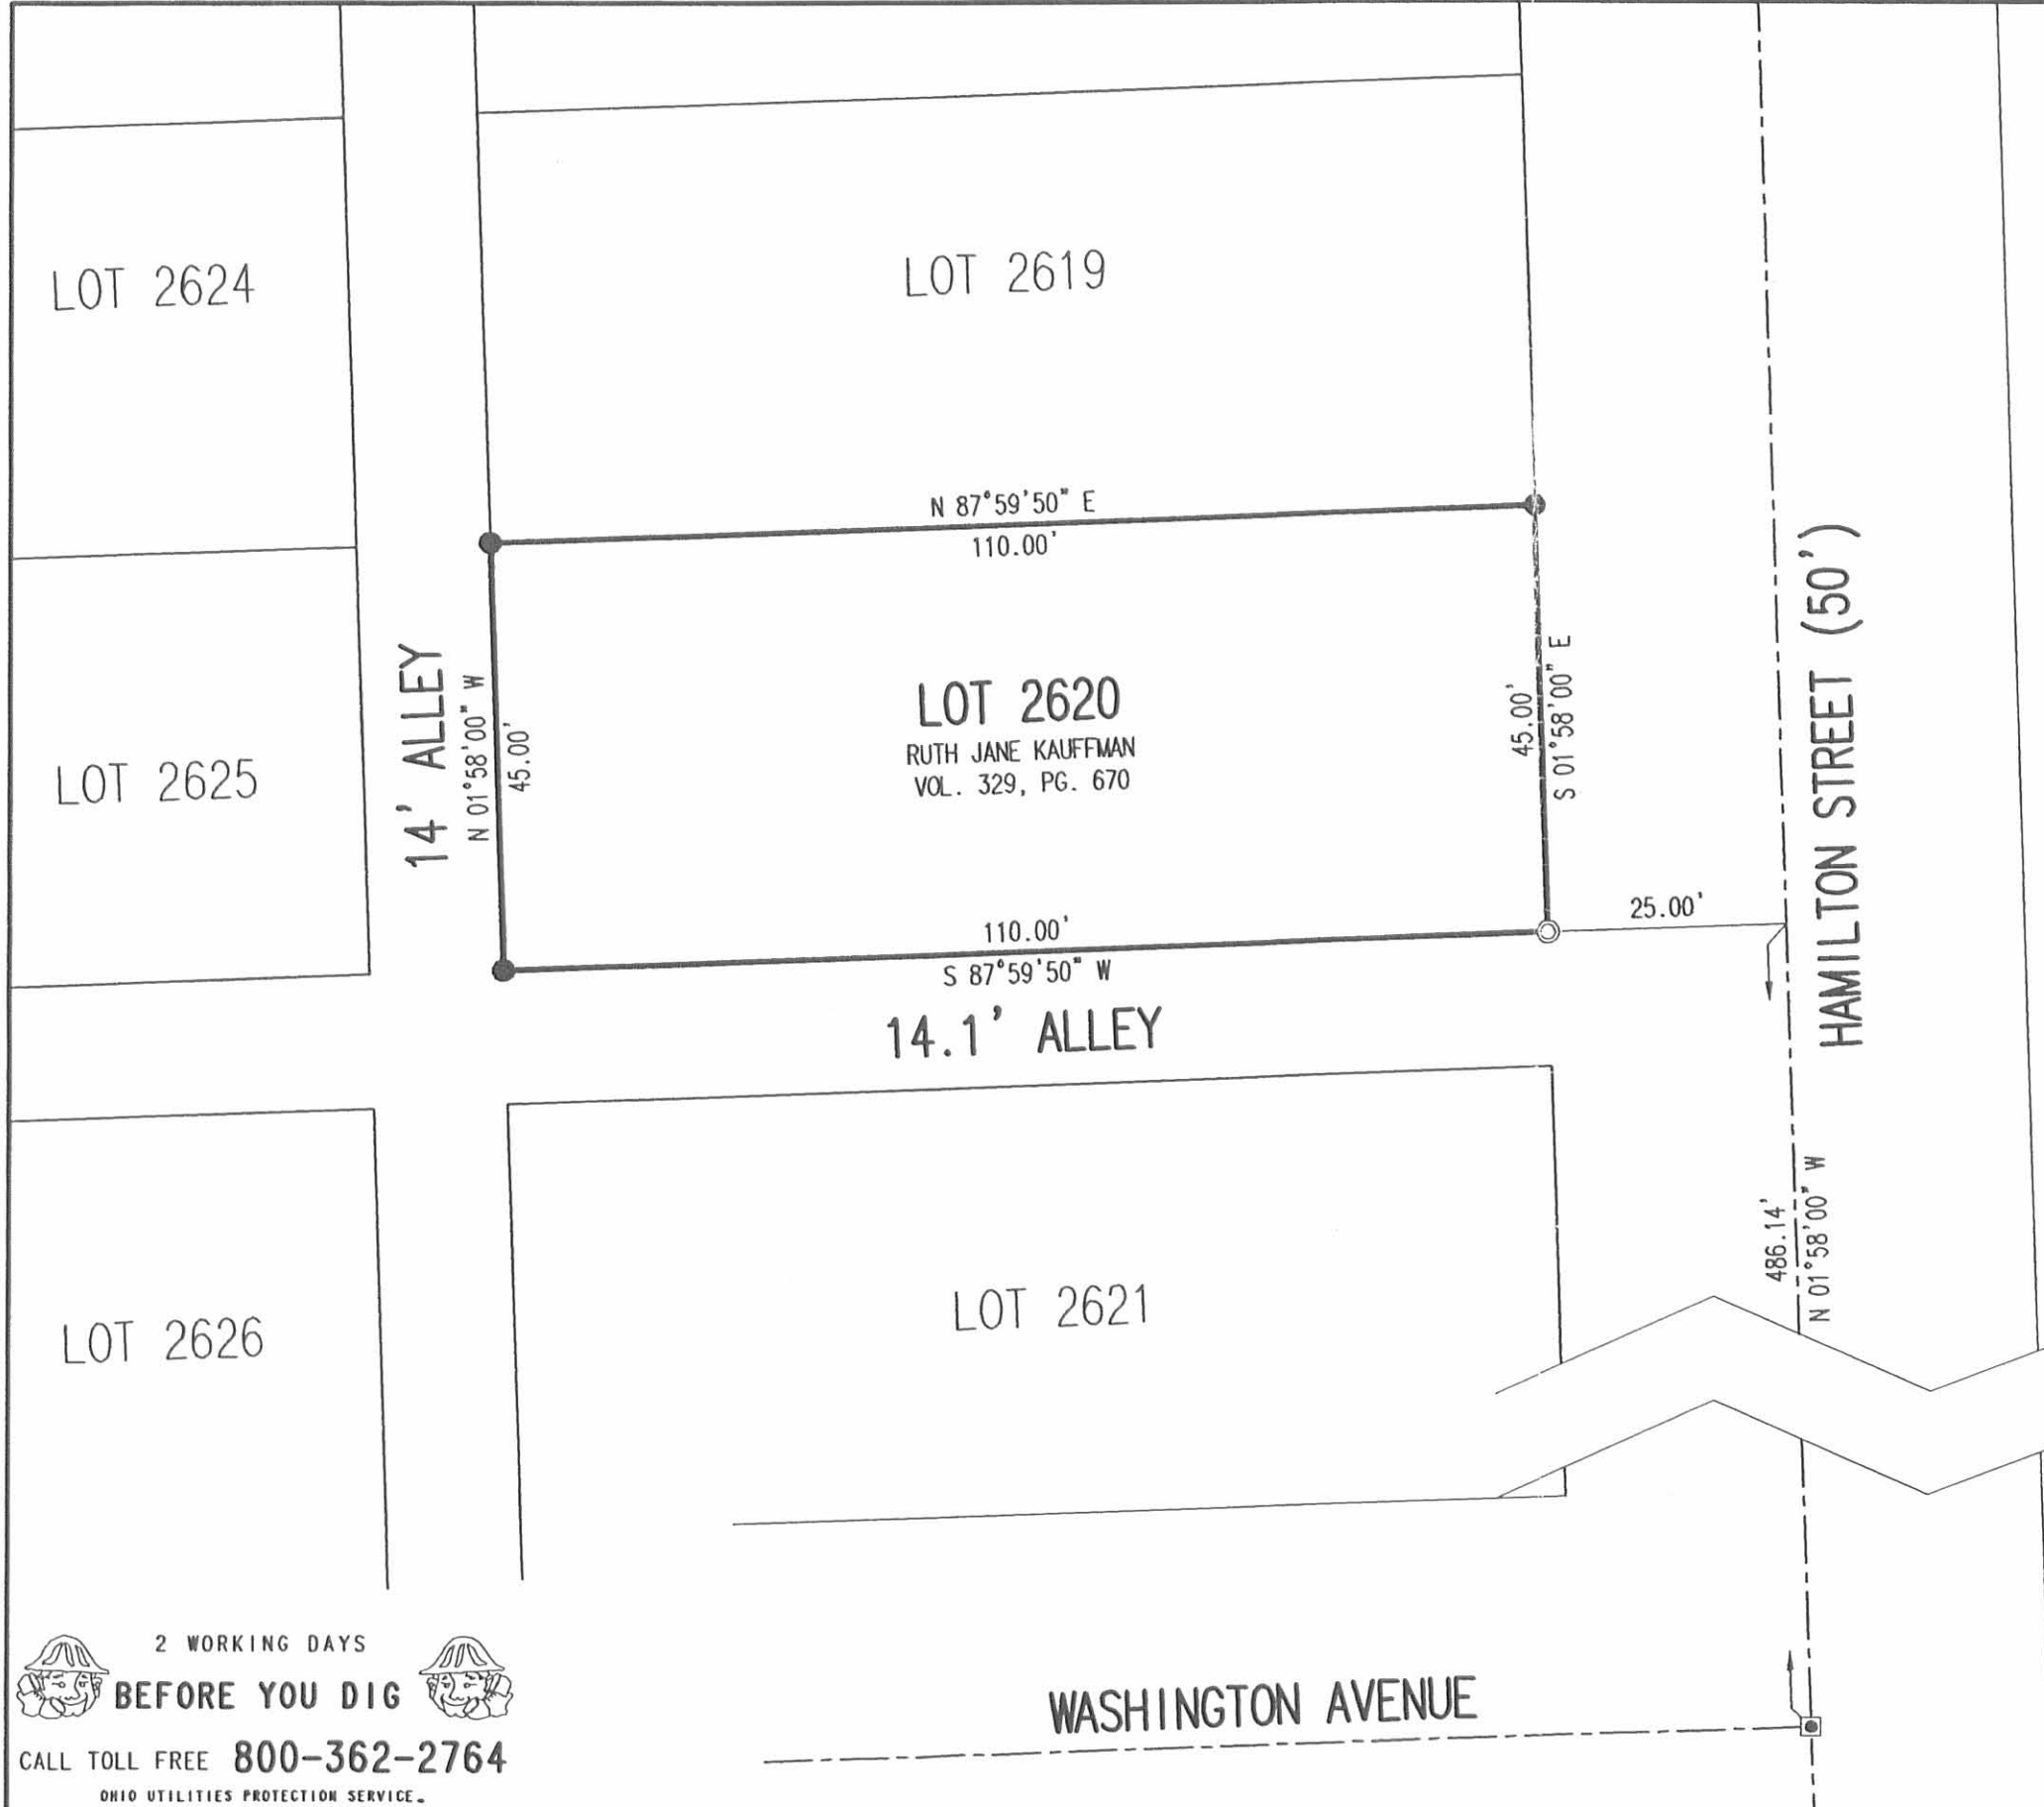 LOT 2624
LOT 2619
N 87°59'50" E
110.00'
14' ALLEY
N 01°58'00" W
45.00'
LOT 2620
RUTH JANE KAUFFMAN
VOL. 329, PG. 670
45.00'
S 01°58'00" E
HAMILTON STREET (50')
LOT 2625
25.00'
110.00'
S 87°59'50" W
14.1' ALLEY
486.14'
N 01°58'00" W
LOT 2626
LOT 2621
2 WORKING DAYS
BEFORE YOU DIG
CALL TOLL FREE 800-362-2764
OHIO UTILITIES PROTECTION SERVICE.
WASHINGTON AVENUE